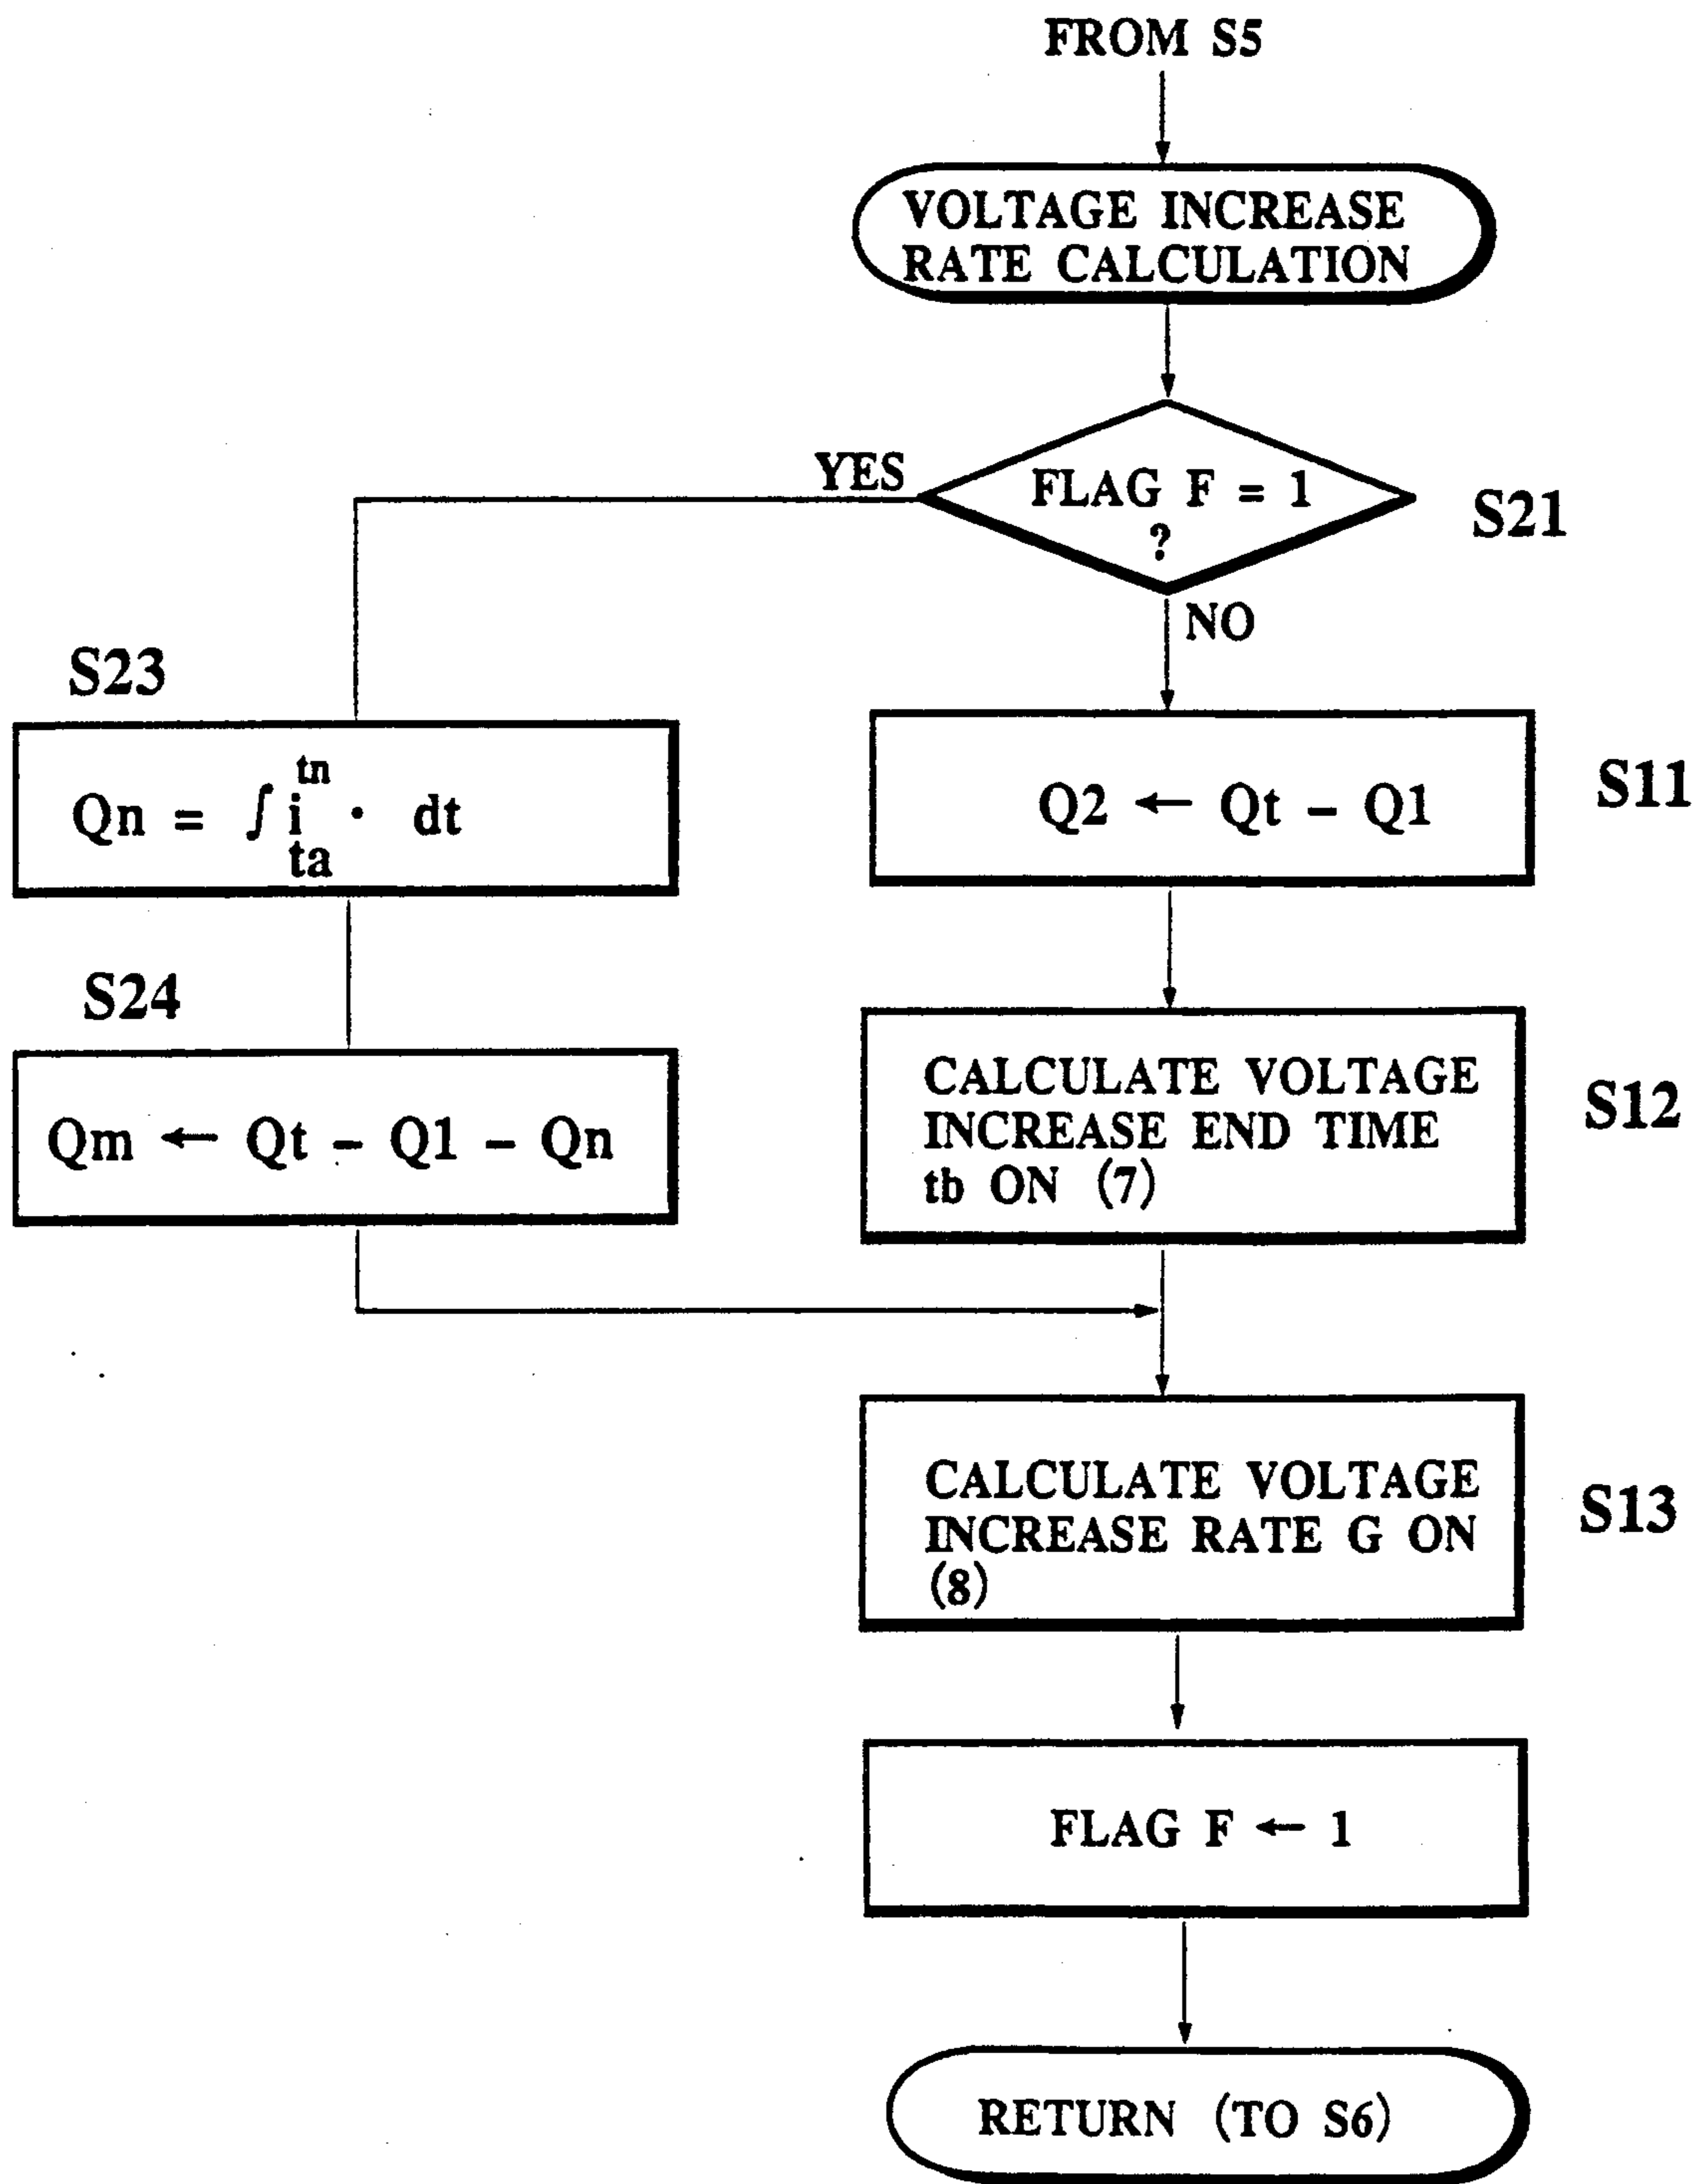 FROM S5
VOLTAGE INCREASE
RATE CALCULATION
YES
FLAG F = 1
?
S21
NO
S23
Qn = ∫ta^tn i · dt
Q2 ← Qt – Q1
S11
S24
Qm ← Qt – Q1 – Qn
CALCULATE VOLTAGE
INCREASE END TIME
tb ON (7)
S12
CALCULATE VOLTAGE
INCREASE RATE G ON
(8)
S13
FLAG F ← 1
RETURN (TO S6)